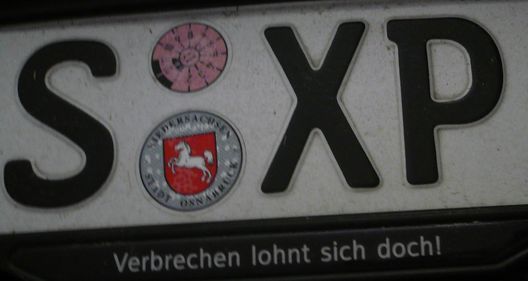 S XP
NIEDERSACHSEN
STADT OSNABRÜCK
Verbrechen lohnt sich doch!